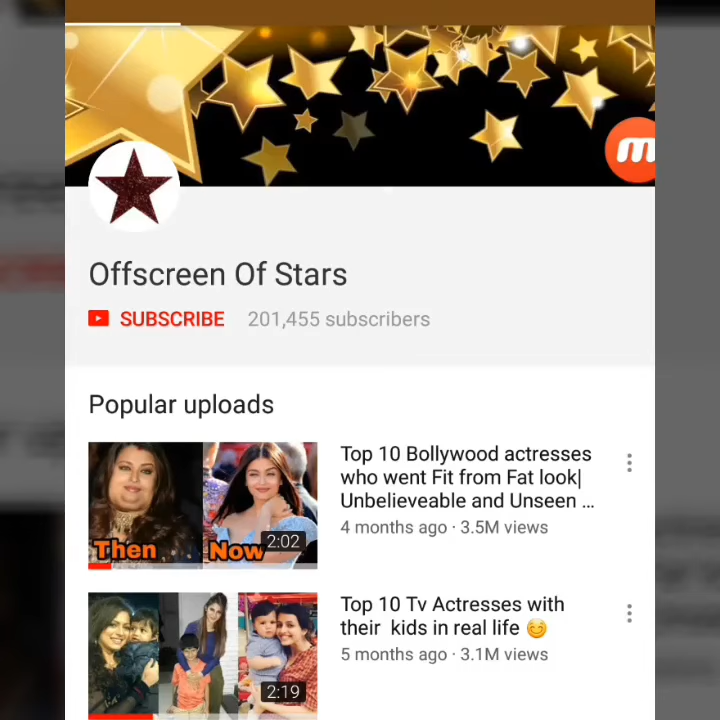 Offscreen Of Stars
SUBSCRIBE 201,455 subscribers
Popular uploads
Top 10 Bollywood actresses
who went Fit from Fat look|
Unbelieveable and Unseen ...
4 months ago · 3.5M views
Then
Now
2:02
Top 10 Tv Actresses with
their kids in real life 😊
5 months ago · 3.1M views
2:19